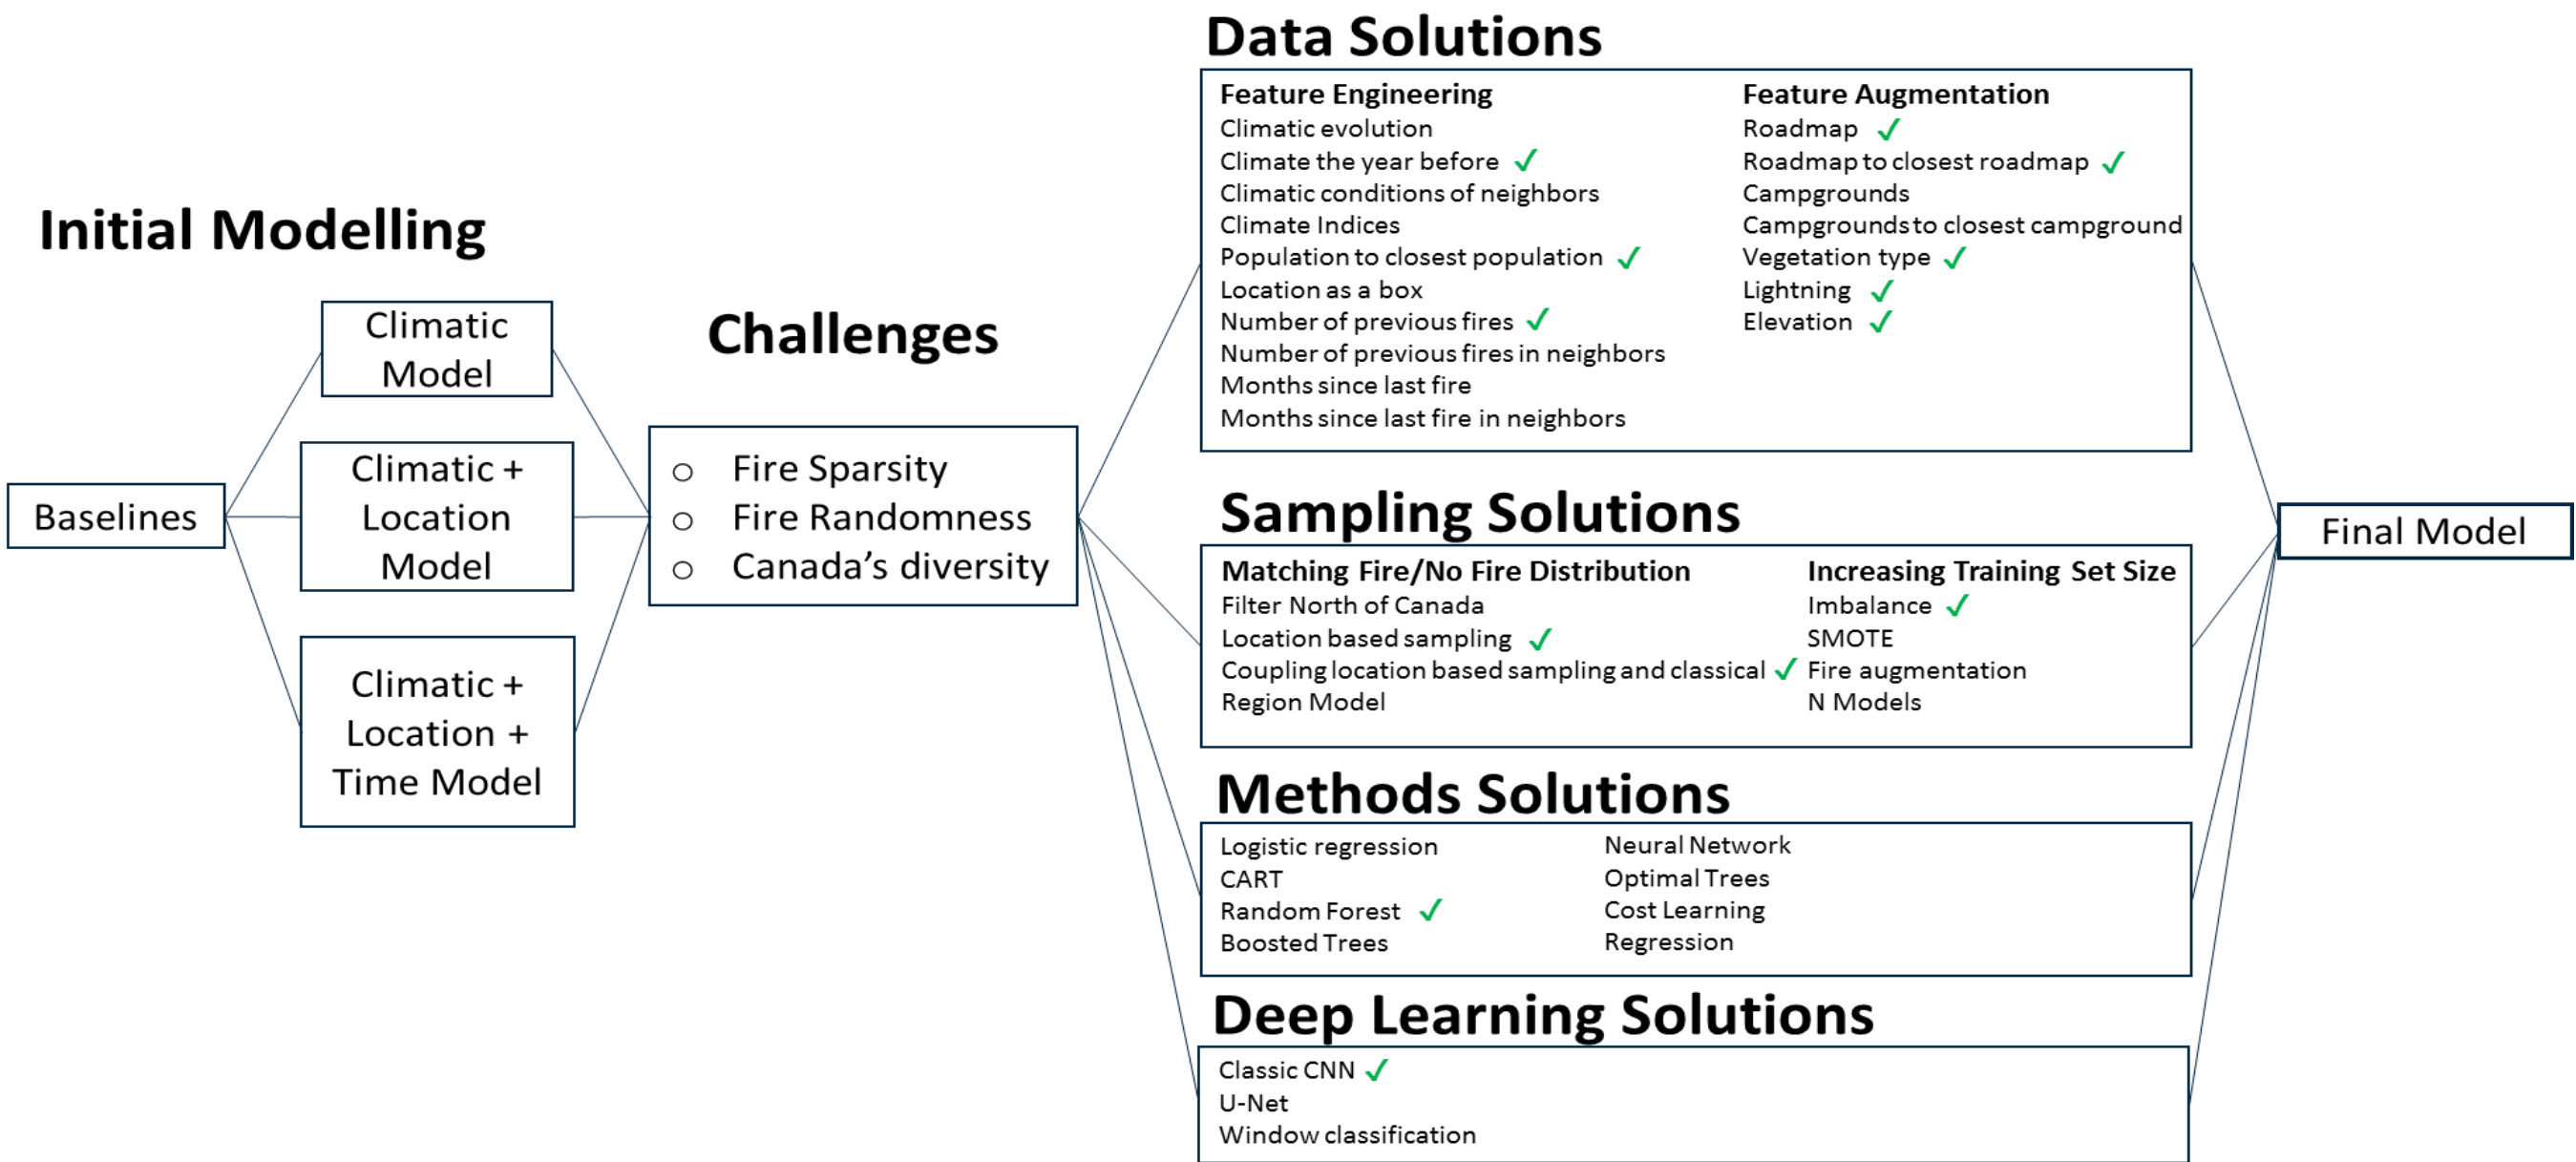 Initial Modelling
Baselines
Climatic
Model
Climatic +
Location
Model
Climatic +
Location +
Time Model
Challenges
o Fire Sparsity
o Fire Randomness
o Canada’s diversity
Data Solutions
Feature Engineering
Climatic evolution
Climate the year before ✓
Climatic conditions of neighbors
Climate Indices
Population to closest population ✓
Location as a box
Number of previous fires ✓
Number of previous fires in neighbors
Months since last fire
Months since last fire in neighbors
Feature Augmentation
Roadmap ✓
Roadmap to closest roadmap ✓
Campgrounds
Campgrounds to closest campground
Vegetation type ✓
Lightning ✓
Elevation ✓
Sampling Solutions
Matching Fire/No Fire Distribution
Filter North of Canada
Location based sampling ✓
Coupling location based sampling and classical ✓
Region Model
Increasing Training Set Size
Imbalance ✓
SMOTE
Fire augmentation
N Models
Methods Solutions
Logistic regression
CART
Random Forest ✓
Boosted Trees
Neural Network
Optimal Trees
Cost Learning
Regression
Deep Learning Solutions
Classic CNN ✓
U-Net
Window classification
Final Model